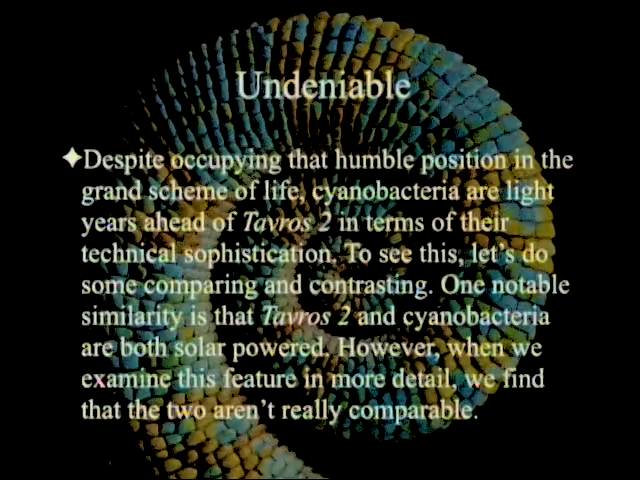 Undeniable
✦Despite occupying that humble position in the
grand scheme of life, cyanobacteria are light
years ahead of Tavros 2 in terms of their
technical sophistication. To see this, let's do
some comparing and contrasting. One notable
similarity is that Tavros 2 and cyanobacteria
are both solar powered. However, when we
examine this feature in more detail, we find
that the two aren't really comparable.